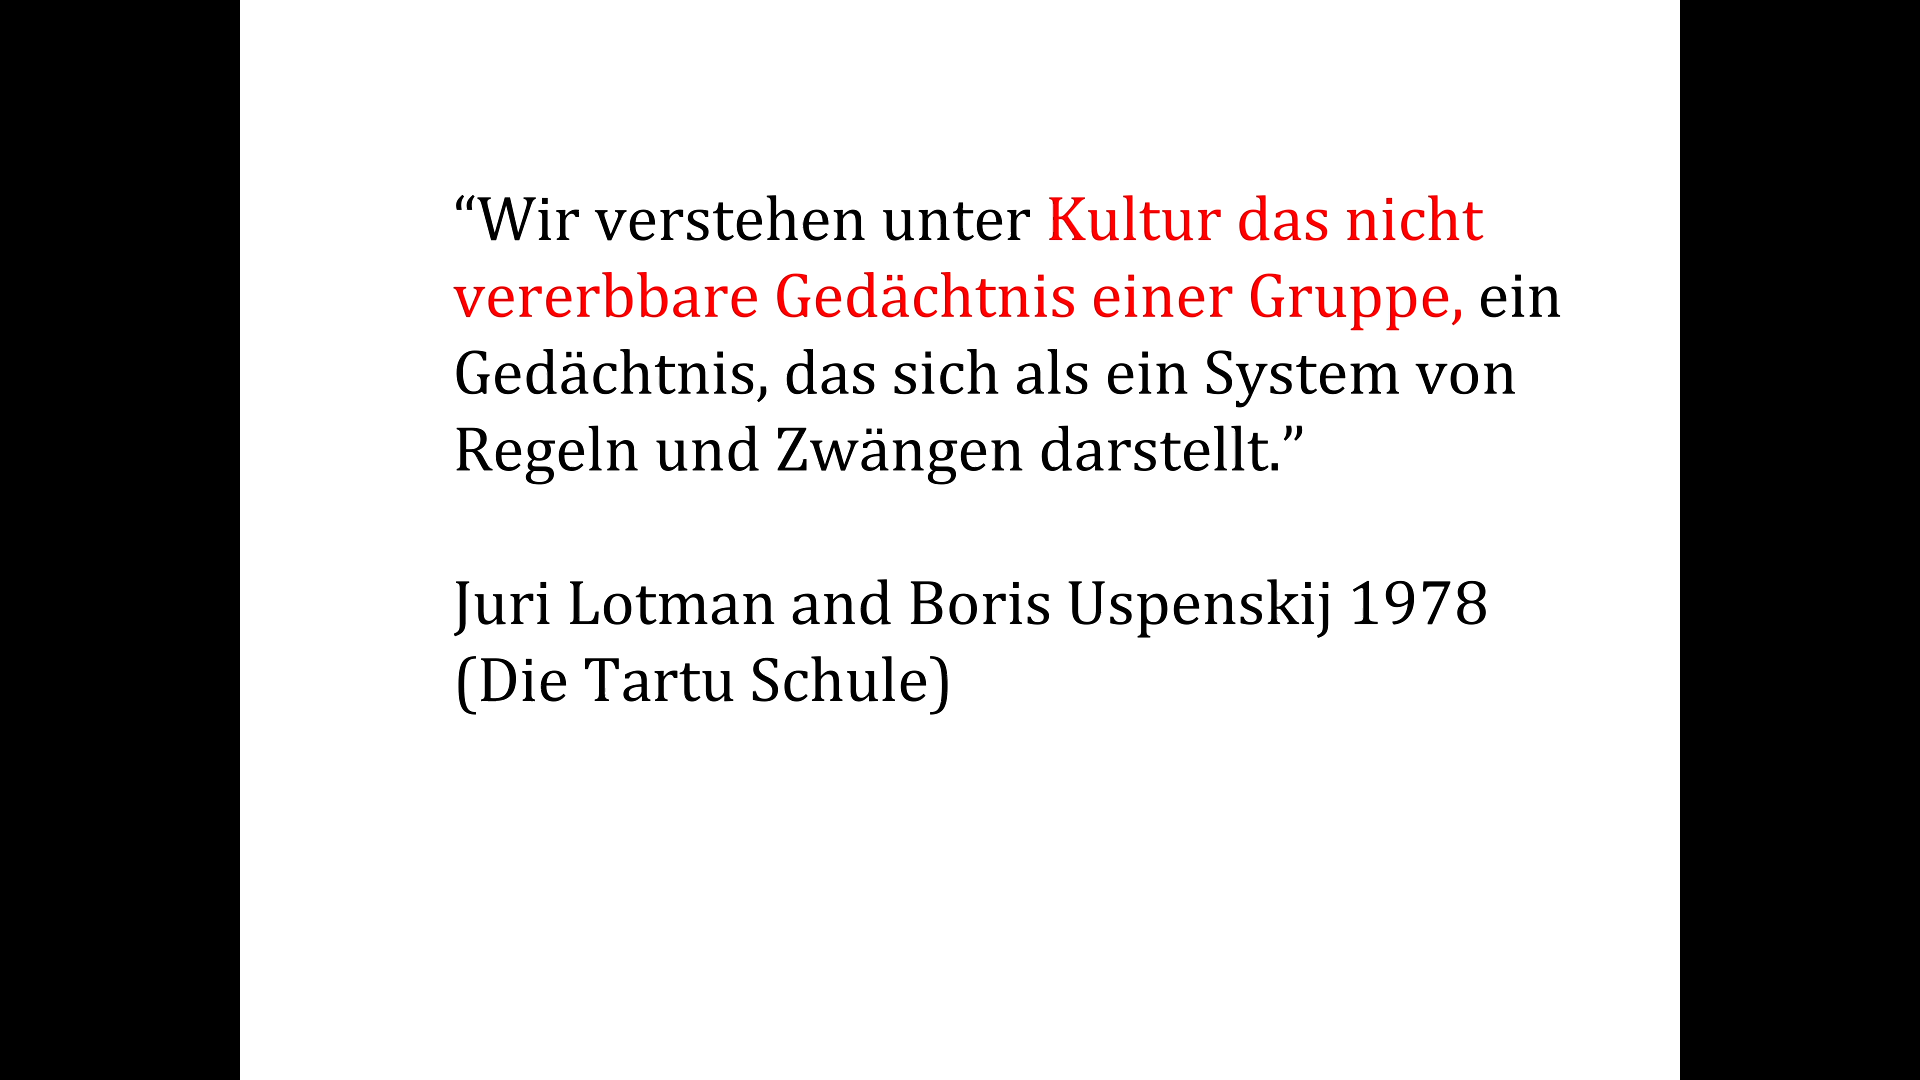 “Wir verstehen unter Kultur das nicht
vererbbare Gedächtnis einer Gruppe, ein
Gedächtnis, das sich als ein System von
Regeln und Zwängen darstellt.”
Juri Lotman and Boris Uspenskij 1978
(Die Tartu Schule)